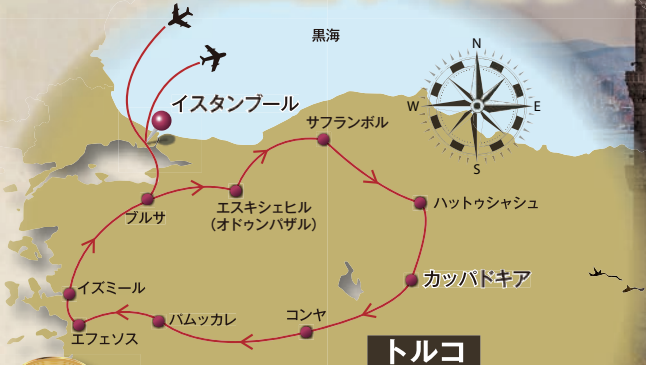 黒海
N
W
E
S
イスタンブール
サフランボル
ブルサ
エスキシェヒル
(オドゥンパザル)
ハットゥシャシュ
カッパドキア
イズミール
エフェソス
パムッカレ
コンヤ
トルコ